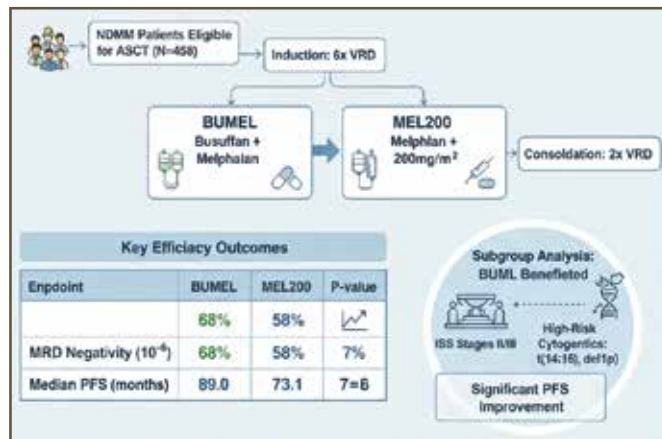 NDMM Patients Eligible
for ASCT (N=458)
Induction: 6x VRD
BUMEL
Busuffan +
Melphalan
MEL200
Melphlan +
200mg/m²
Consoldation: 2x VRD
Key Efficiacy Outcomes
Enpdoint BUMEL MEL200 P-value
68% 58%
MRD Negativity (10⁻⁶) 68% 58% 7%
Median PFS (months) 89.0 73.1 7=6
Subgroup Analysis:
BUML Benefieted
ISS Stages II/III
High-Risk
Cytogentics:
t(14:16), def1p)
Significant PFS
Improvement